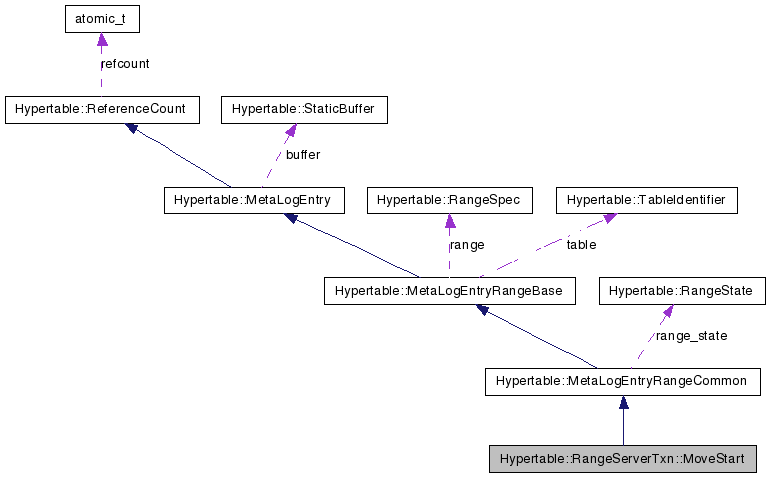 atomic_t
refcount
Hypertable::ReferenceCount
Hypertable::StaticBuffer
buffer
Hypertable::MetaLogEntry
Hypertable::RangeSpec
Hypertable::TableIdentifier
range
table
Hypertable::MetaLogEntryRangeBase
Hypertable::RangeState
range_state
Hypertable::MetaLogEntryRangeCommon
Hypertable::RangeServerTxn::MoveStart